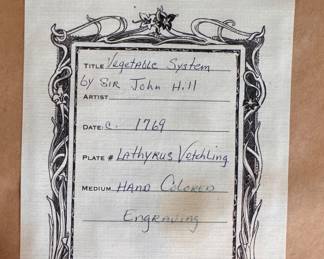 TITLE Vegetable System
by SIR John Hill
ARTIST
DATE: c. 1769
PLATE # LATHYRUS Vetchling
MEDIUM HAND COLORED
Engraving